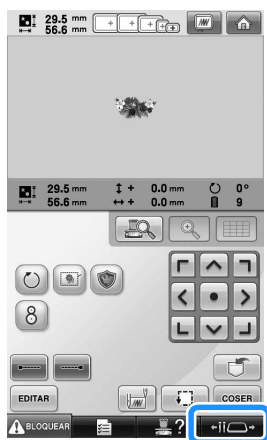 29.5 mm
56.6 mm
29.5 mm + 0.0 mm 0°
56.6 mm + 0.0 mm 9
8
EDITAR COSER
BLOQUEAR ?